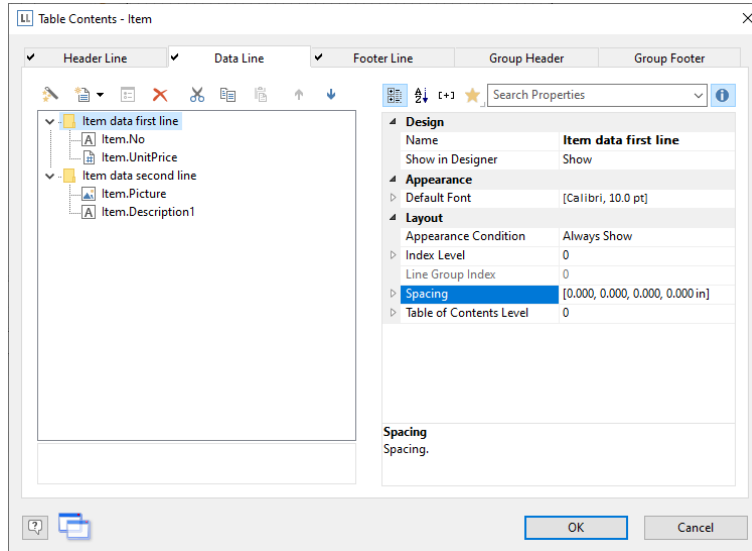 LL Table Contents - Item
Header Line
Data Line
Footer Line
Group Header
Group Footer
Item data first line
A Item.No
# Item.UnitPrice
Item data second line
Item.Picture
A Item.Description1
Search Properties
Design
Name Item data first line
Show in Designer Show
Appearance
Default Font [Calibri, 10.0 pt]
Layout
Appearance Condition Always Show
Index Level 0
Line Group Index 0
Spacing [0.000, 0.000, 0.000, 0.000 in]
Table of Contents Level 0
Spacing
Spacing.
OK
Cancel